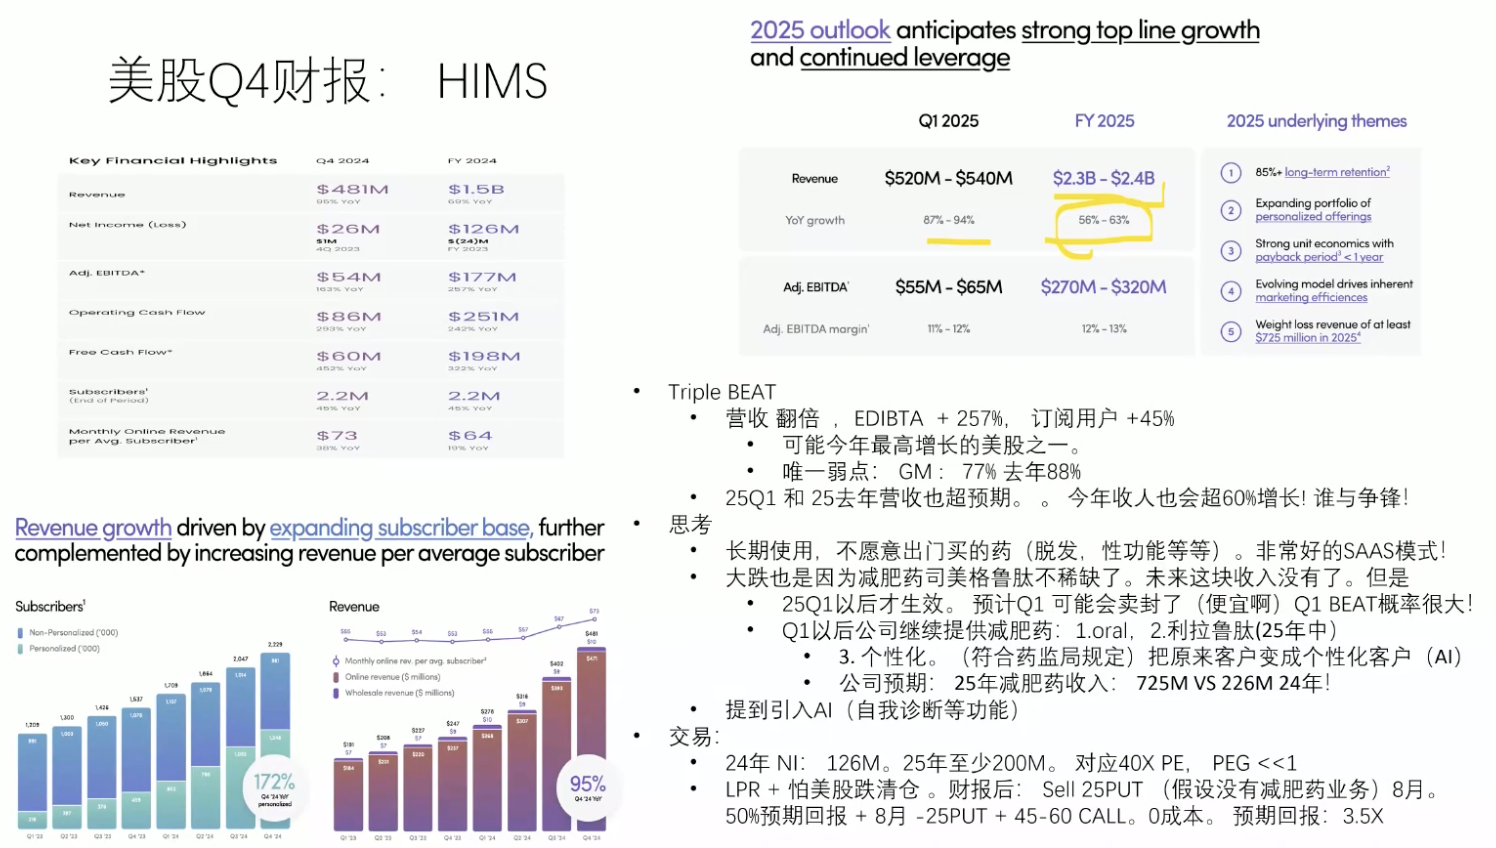 美股Q4财报： HIMS
Key Financial Highlights Q4 2024 FY 2024
Revenue $481M $1.5B
95% YoY 69% YoY
Net Income (Loss) $26M $126M
$1M $(24)M
4Q 2023 FY 2023
Adj. EBITDA* $54M $177M
163% YoY 257% YoY
Operating Cash Flow $86M $251M
293% YoY 242% YoY
Free Cash Flow* $60M $198M
452% YoY 322% YoY
Subscribers¹ 2.2M 2.2M
(End of Period) 45% YoY 45% YoY
Monthly Online Revenue
per Avg. Subscriber¹ $73 $64
38% YoY 19% YoY
Revenue growth driven by expanding subscriber base, further
complemented by increasing revenue per average subscriber
Subscribers¹
Non-Personalized ('000)
Personalized ('000)
1,209 1,300 1,426 1,537 1,709 1,864 2,047 2,229
172%
Q4 '24 YoY
personalized
Q1 '23 Q2 '23 Q3 '23 Q4 '23 Q1 '24 Q2 '24 Q3 '24 Q4 '24
Revenue
$53 $54 $53 $55 $57 $67 $73
Monthly online rev. per avg. subscriber¹
Online revenue ($ millions)
Wholesale revenue ($ millions)
$191 $208 $227 $247 $278 $316 $402 $481
95%
Q4 '24 YoY
Q1 '23 Q2 '23 Q3 '23 Q4 '23 Q1 '24 Q2 '24 Q3 '24 Q4 '24
2025 outlook anticipates strong top line growth
and continued leverage
Q1 2025 FY 2025
Revenue $520M - $540M $2.3B - $2.4B
YoY growth 87% - 94% 56% - 63%
Adj. EBITDA¹ $55M - $65M $270M - $320M
Adj. EBITDA margin¹ 11% - 12% 12% - 13%
2025 underlying themes
1 85%+ long-term retention²
2 Expanding portfolio of
personalized offerings
3 Strong unit economics with
payback period³ < 1 year
4 Evolving model drives inherent
marketing efficiences
5 Weight loss revenue of at least
$725 million in 2025⁴
• Triple BEAT
• 营收 翻倍 ，EDIBTA + 257%， 订阅用户 +45%
• 可能今年最高增长的美股之一。
• 唯一弱点： GM： 77% 去年88%
• 25Q1 和 25去年营收也超预期。 。 今年收人也会超60%增长! 谁与争锋!
• 思考
• 长期使用，不愿意出门买的药（脱发，性功能等等）。非常好的SAAS模式!
• 大跌也是因为减肥药司美格鲁肽不稀缺了。未来这块收入没有了。但是
• 25Q1以后才生效。 预计Q1 可能会卖封了（便宜啊）Q1 BEAT概率很大!
• Q1以后公司继续提供减肥药：1.oral，2.利拉鲁肽(25年中）
• 3. 个性化。（符合药监局规定）把原来客户变成个性化客户（AI）
• 公司预期： 25年减肥药收入： 725M VS 226M 24年!
• 提到引入AI（自我诊断等功能）
• 交易:
• 24年 NI： 126M。25年至少200M。 对应40X PE， PEG <<1
• LPR + 怕美股跌清仓 。财报后： Sell 25PUT （假设没有减肥药业务）8月。
50%预期回报 + 8月 -25PUT + 45-60 CALL。0成本。 预期回报：3.5X